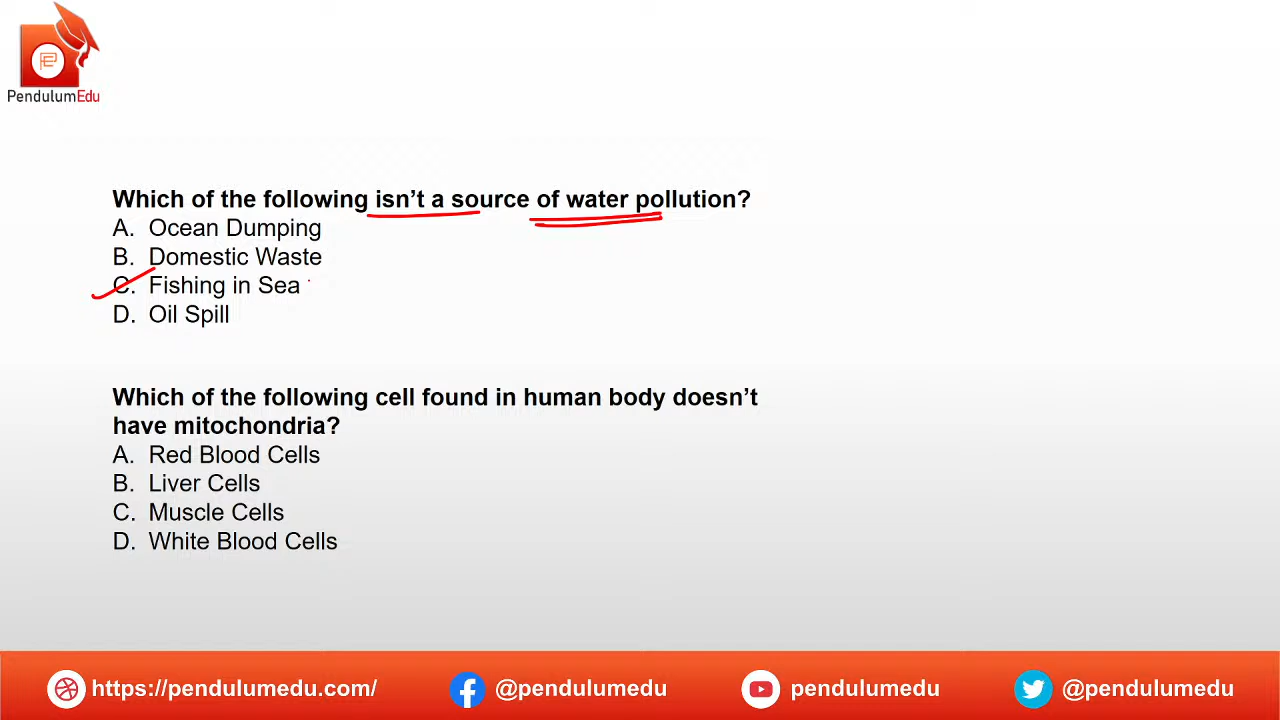 PendulumEdu
Which of the following isn’t a source of water pollution?
A. Ocean Dumping
B. Domestic Waste
C. Fishing in Sea
D. Oil Spill
Which of the following cell found in human body doesn’t
have mitochondria?
A. Red Blood Cells
B. Liver Cells
C. Muscle Cells
D. White Blood Cells
https://pendulumedu.com/ @pendulumedu pendulumedu @pendulumedu